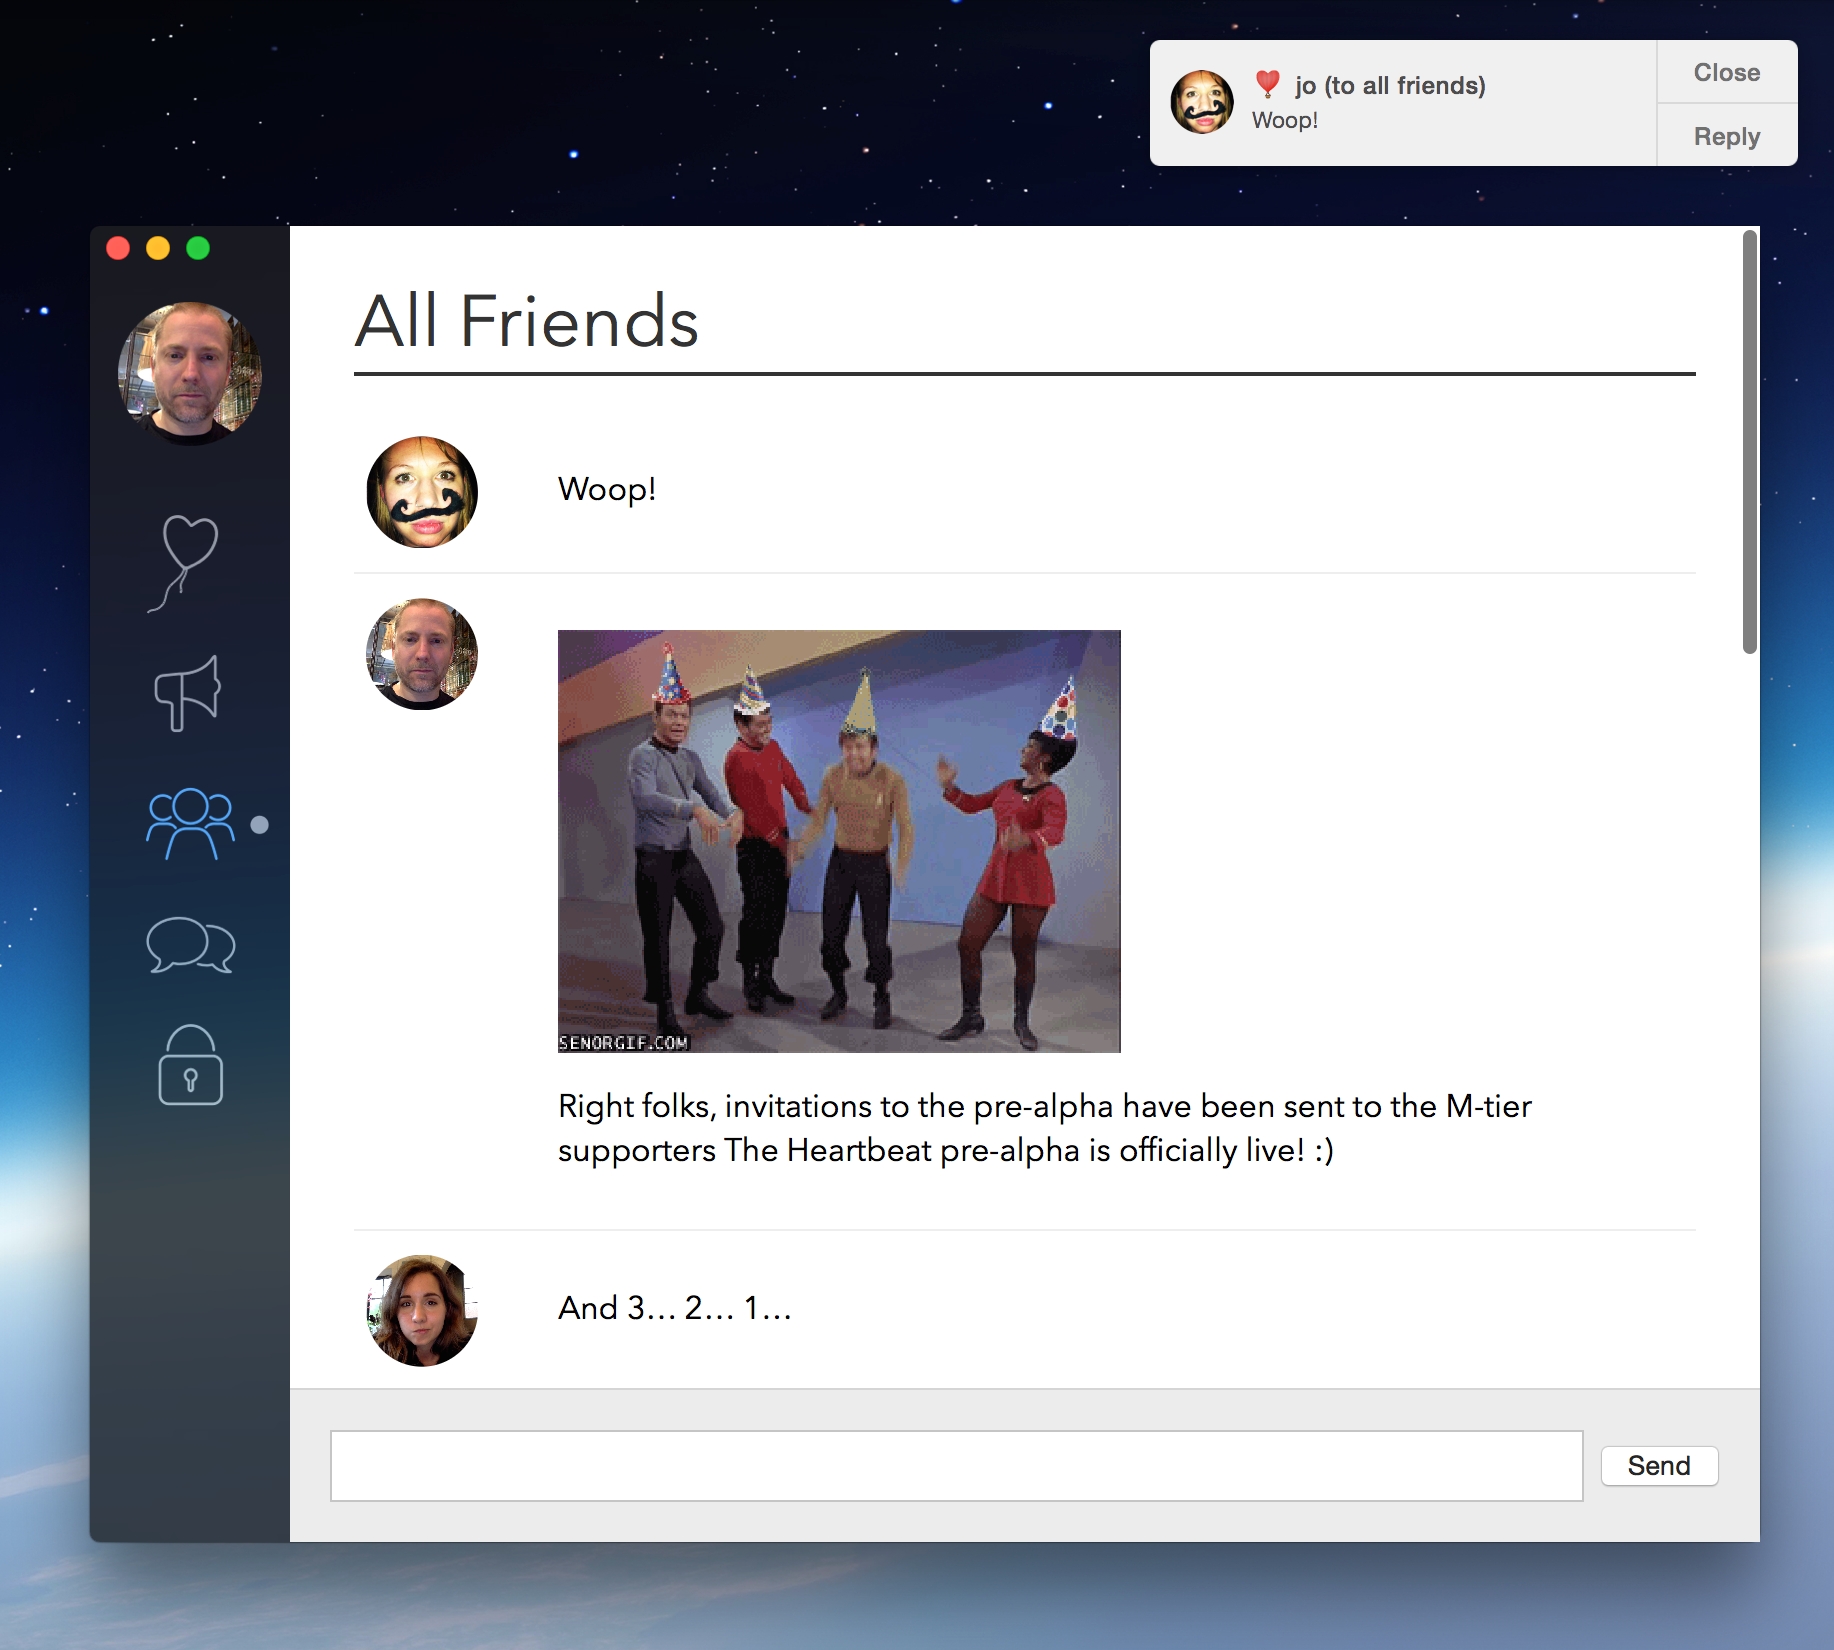 jo (to all friends)
Woop!
Close
Reply
All Friends
Woop!
SENORGIF.COM
Right folks, invitations to the pre-alpha have been sent to the M-tier
supporters The Heartbeat pre-alpha is officially live! :)
And 3... 2... 1...
Send